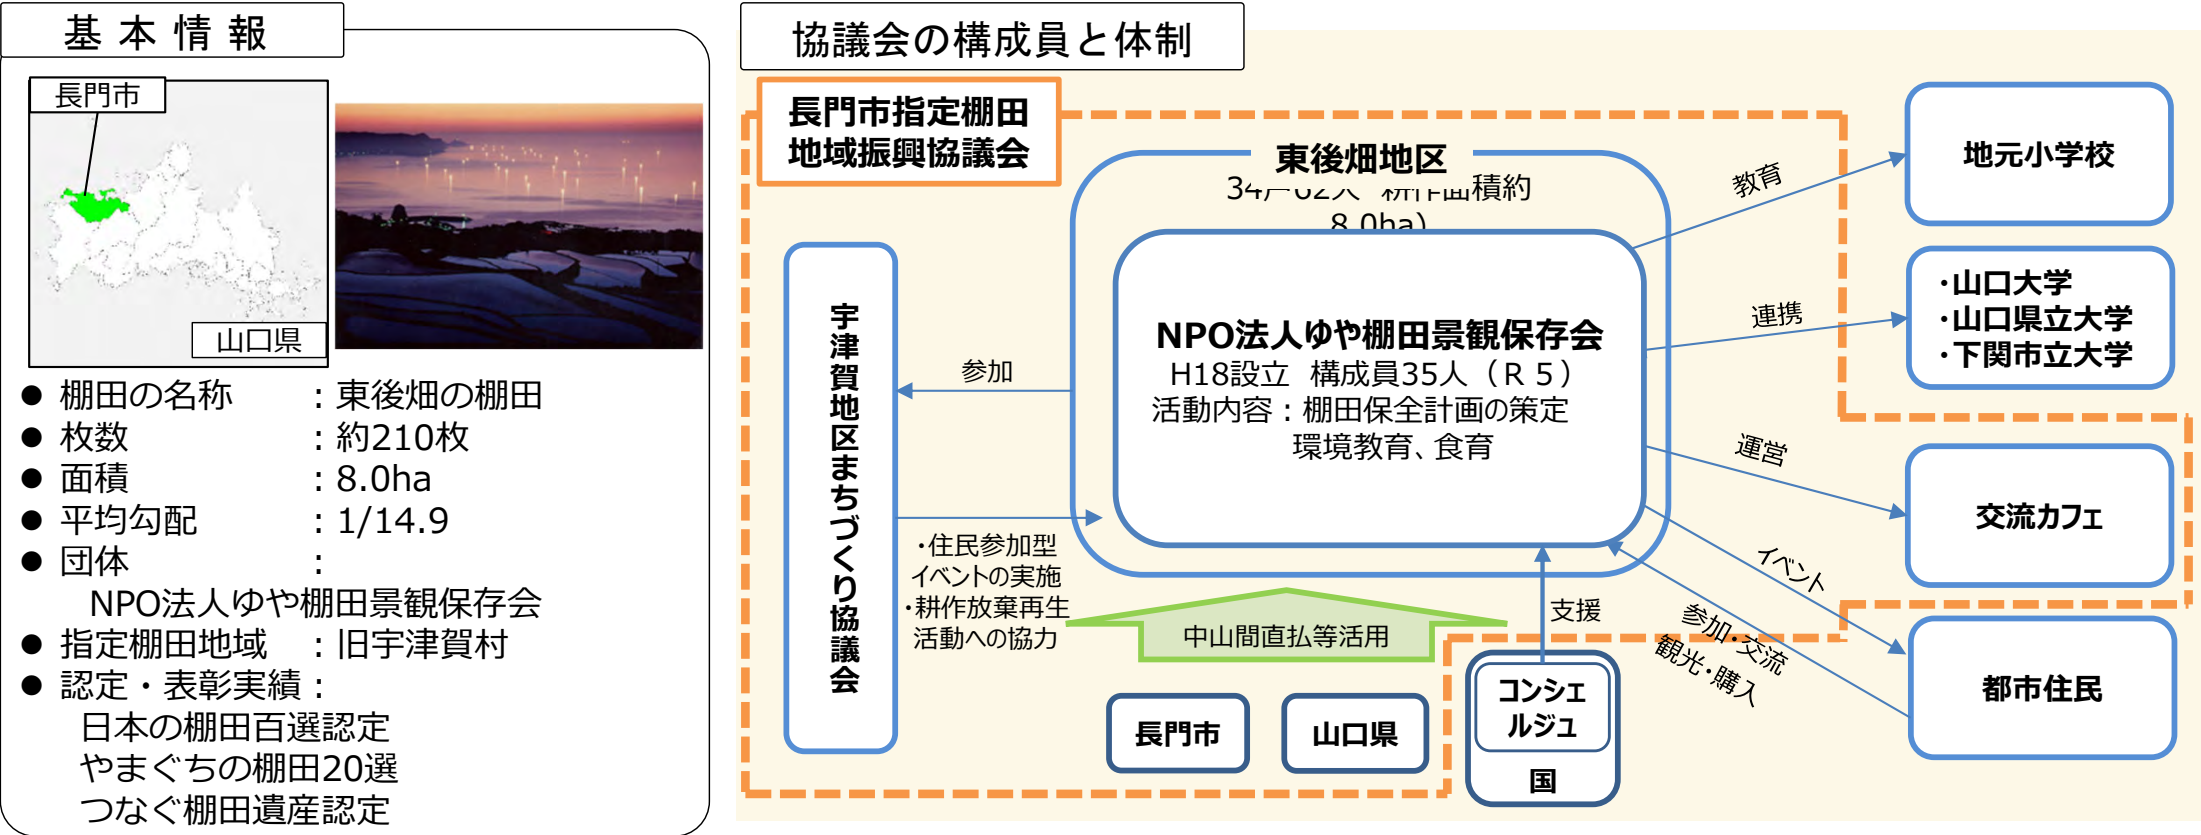 基本情報
長門市
山口県
● 棚田の名称 ：東後畑の棚田
● 枚数 ：約210枚
● 面積 ：8.0ha
● 平均勾配 ：1/14.9
● 団体 ：
NPO法人ゆや棚田景観保存会
● 指定棚田地域 ：旧宇津賀村
● 認定・表彰実績：
日本の棚田百選認定
やまぐちの棚田20選
つなぐ棚田遺産認定
協議会の構成員と体制
長門市指定棚田
地域振興協議会
東後畑地区
34戸62人 耕作面積約
8.0ha)
NPO法人ゆや棚田景観保存会
H18設立 構成員35人（R５）
活動内容：棚田保全計画の策定
環境教育、食育
宇津賀地区まちづくり協議会
参加
・住民参加型
イベントの実施
・耕作放棄再生
活動への協力
中山間直払等活用
長門市
山口県
支援
コンシェ
ルジュ
国
教育
地元小学校
連携
・山口大学
・山口県立大学
・下関市立大学
運営
交流カフェ
イベント
参加・交流
観光・購入
都市住民